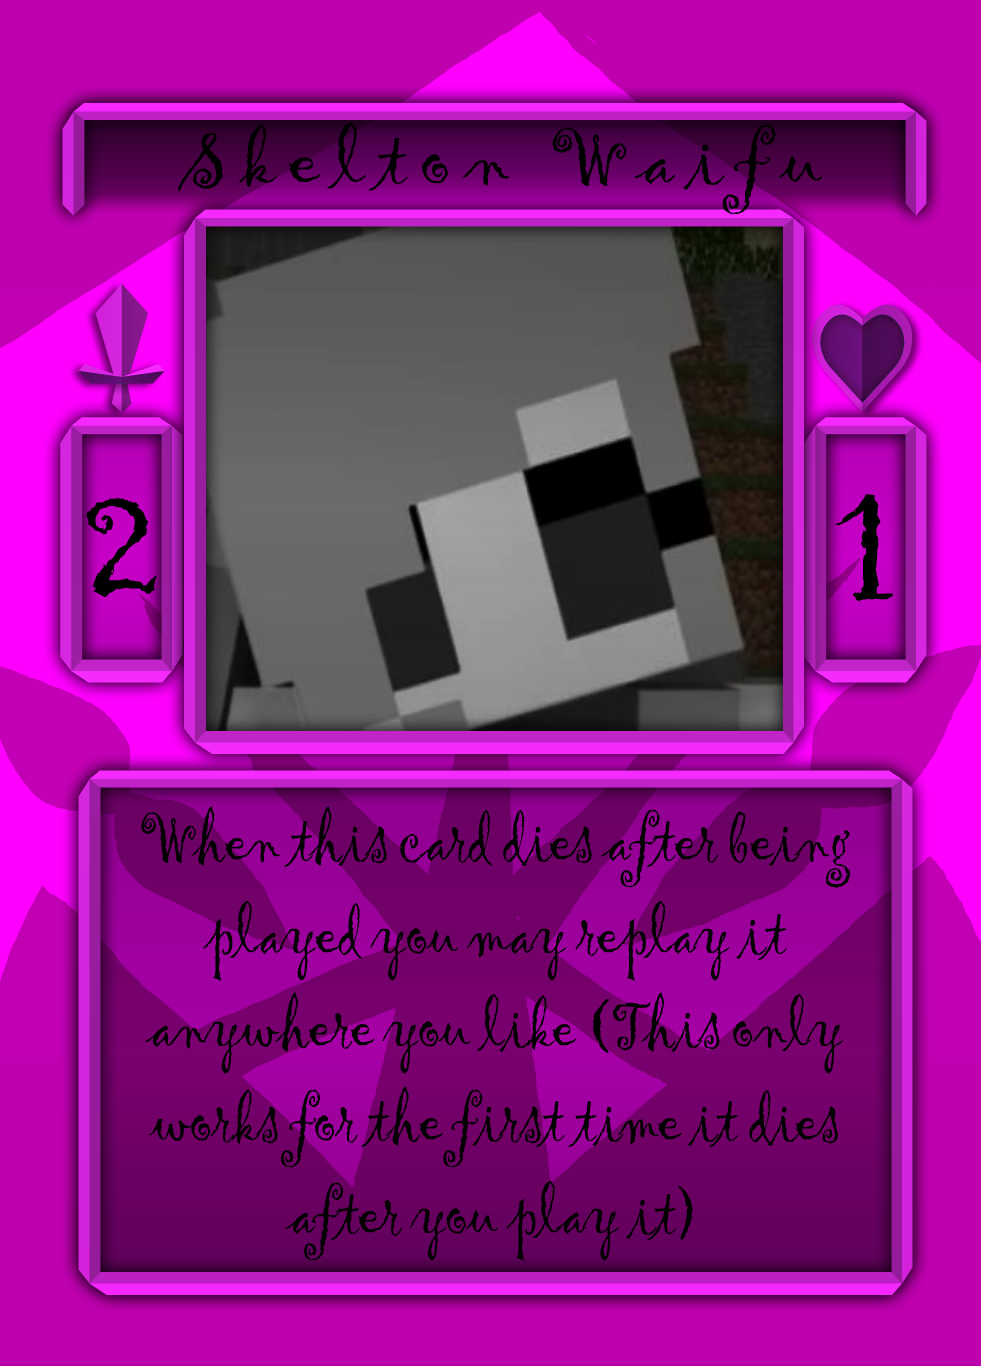 Skelton Waifu
2
1
When this card dies after being
played you may replay it
anywhere you like (This only
works for the first time it dies
after you play it)